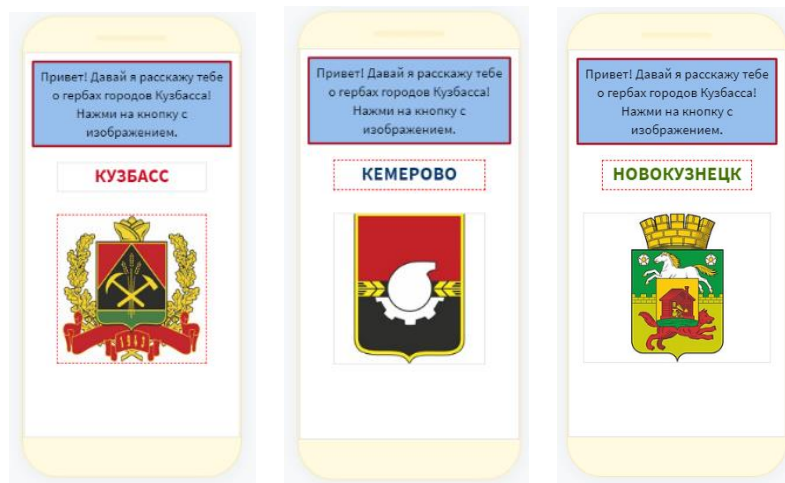 Привет! Давай я расскажу тебе
о гербах городов Кузбасса!
Нажми на кнопку с
изображением.
КУЗБАСС
1943
Привет! Давай я расскажу тебе
о гербах городов Кузбасса!
Нажми на кнопку с
изображением.
КЕМЕРОВО
Привет! Давай я расскажу тебе
о гербах городов Кузбасса!
Нажми на кнопку с
изображением.
НОВОКУЗНЕЦК